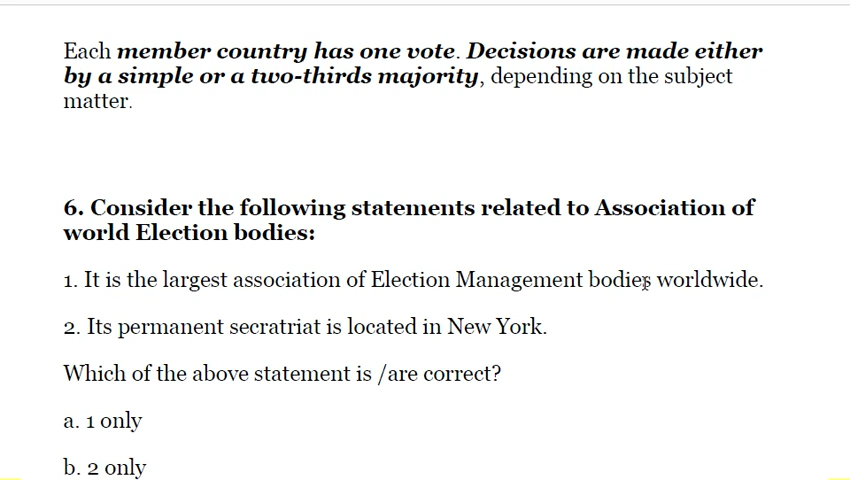 Each member country has one vote. Decisions are made either
by a simple or a two-thirds majority, depending on the subject
matter.
6. Consider the following statements related to Association of
world Election bodies:
1. It is the largest association of Election Management bodies worldwide.
2. Its permanent secratriat is located in New York.
Which of the above statement is /are correct?
a. 1 only
b. 2 only